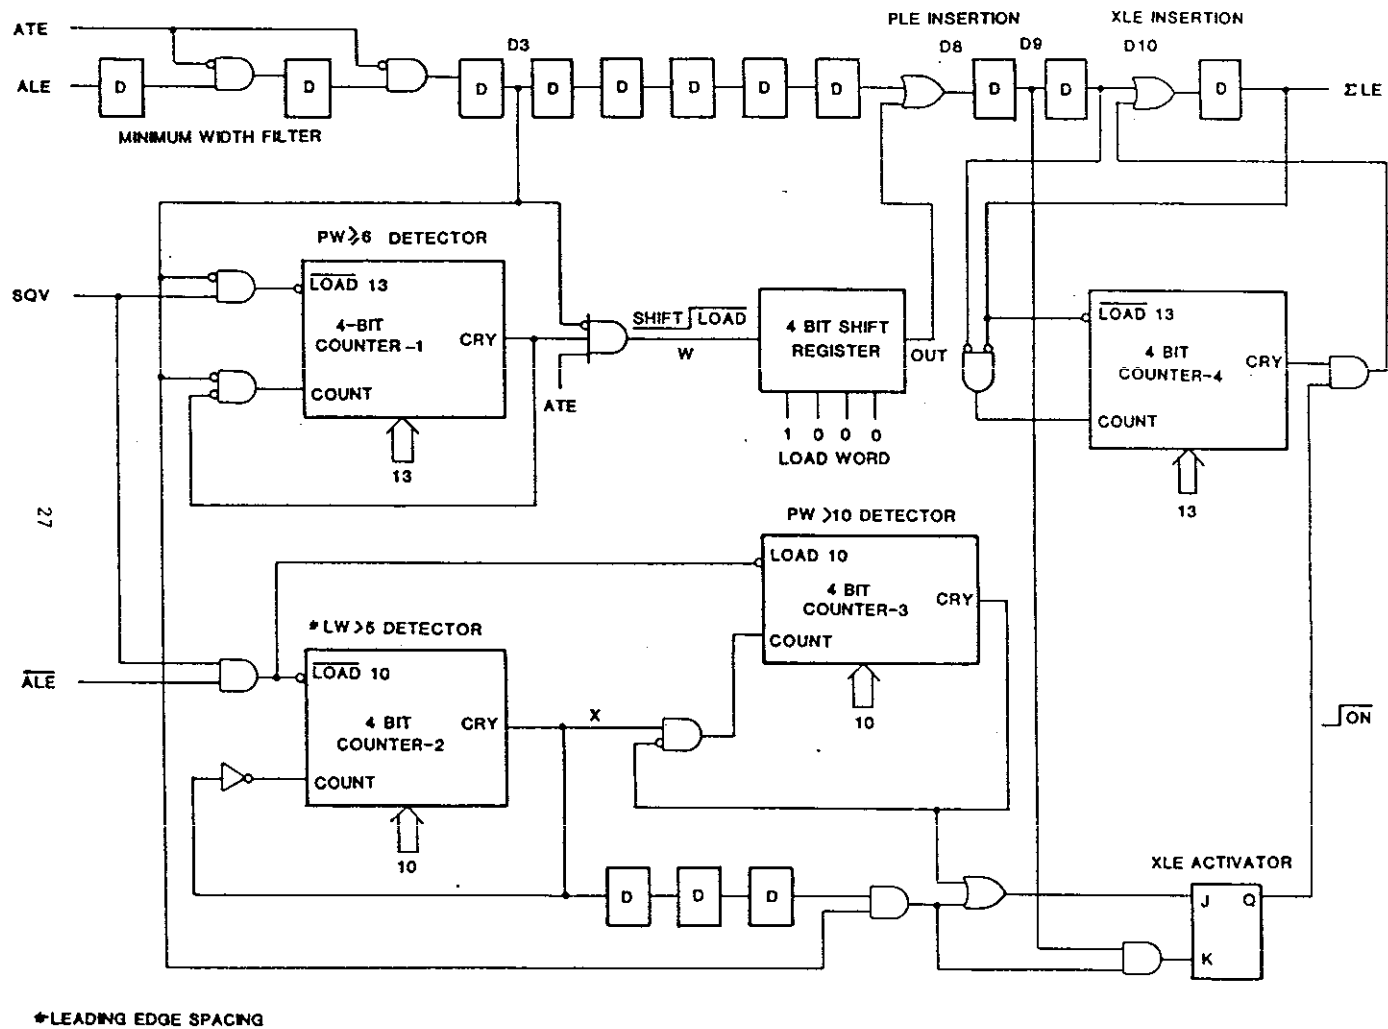 PLE INSERTION XLE INSERTION
ATE
D3 D8 D9 D10
ALE D D D D D D D D D D D ΣLE
MINIMUM WIDTH FILTER
PW⩾6 DETECTOR
SQV
LOAD 13
4-BIT
COUNTER-1
CRY
COUNT
13
SHIFT LOAD
W
ATE
4 BIT SHIFT
REGISTER
OUT
1 0 0 0
LOAD WORD
LOAD 13
4 BIT
COUNTER-4
CRY
COUNT
13
27
PW >10 DETECTOR
LOAD 10
4 BIT
COUNTER-3
CRY
COUNT
10
*LW>5 DETECTOR
ALE
LOAD 10
4 BIT
COUNTER-2
CRY
COUNT
10
X
ON
D D D
XLE ACTIVATOR
J Q
K
*LEADING EDGE SPACING